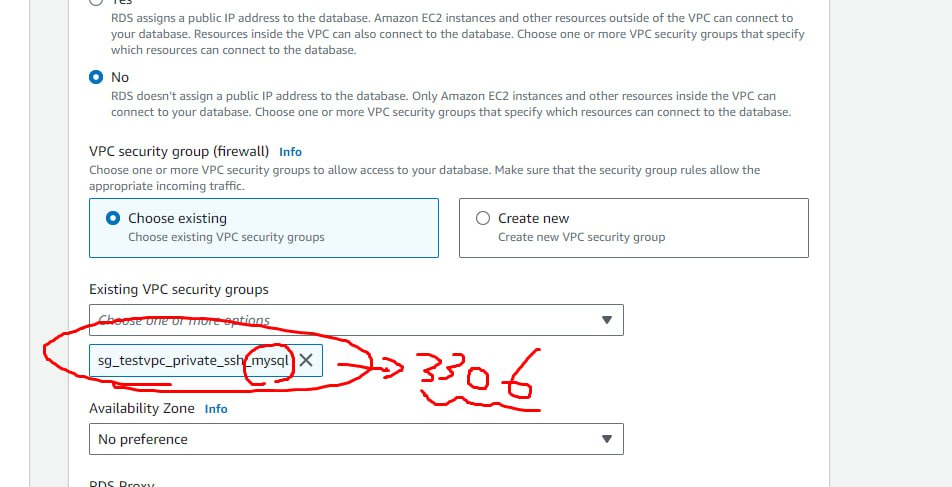 Yes
RDS assigns a public IP address to the database. Amazon EC2 instances and other resources outside of the VPC can connect to
your database. Resources inside the VPC can also connect to the database. Choose one or more VPC security groups that specify
which resources can connect to the database.
No
RDS doesn't assign a public IP address to the database. Only Amazon EC2 instances and other resources inside the VPC can
connect to your database. Choose one or more VPC security groups that specify which resources can connect to the database.
VPC security group (firewall) Info
Choose one or more VPC security groups to allow access to your database. Make sure that the security group rules allow the
appropriate incoming traffic.
Choose existing
Choose existing VPC security groups
Create new
Create new VPC security group
Existing VPC security groups
Choose one or more options
sg_testvpc_private_ssh_mysql
3306
Availability Zone Info
No preference
RDS Proxy